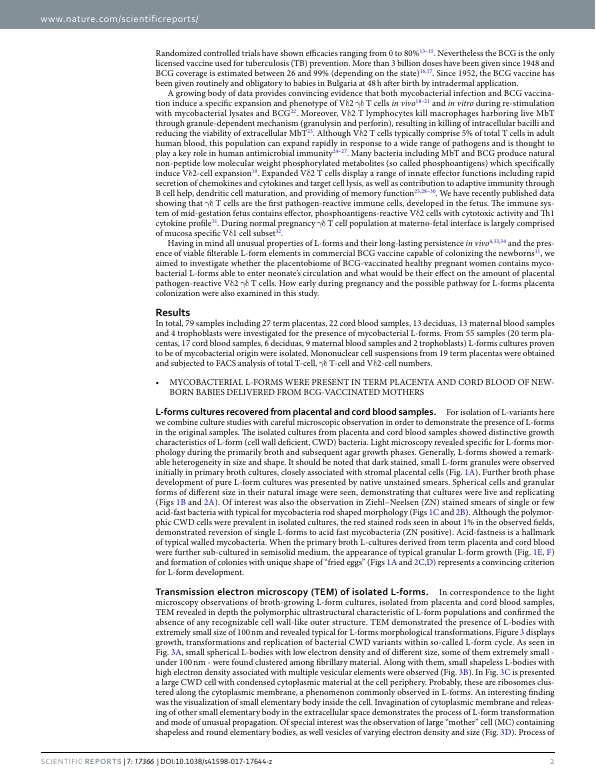 www.nature.com/scientificreports/
Randomized controlled trials have shown efficacies ranging from 0 to 80%13–15. Nevertheless the BCG is the only
licensed vaccine used for tuberculosis (TB) prevention. More than 3 billion doses have been given since 1948 and
BCG coverage is estimated between 26 and 99% (depending on the state)16,17. Since 1952, the BCG vaccine has
been given routinely and obligatory to babies in Bulgaria at 48 h after birth by intradermal application.
A growing body of data provides convincing evidence that both mycobacterial infection and BCG vaccina-
tion induce a specific expansion and phenotype of Vδ2 γδ T cells in vivo18–21 and in vitro during re-stimulation
with mycobacterial lysates and BCG22. Moreover, Vδ2 T lymphocytes kill macrophages harboring live MbT
through granule-dependent mechanism (granulysin and perforin), resulting in killing of intracellular bacilli and
reducing the viability of extracellular MbT23. Although Vδ2 T cells typically comprise 5% of total T cells in adult
human blood, this population can expand rapidly in response to a wide range of pathogens and is thought to
play a key role in human antimicrobial immunity24–27. Many bacteria including MbT and BCG produce natural
non-peptide low molecular weight phosphorylated metabolites (so called phosphoantigens) which specifically
induce Vδ2-cell expansion19. Expanded Vδ2 T cells display a range of innate effector functions including rapid
secretion of chemokines and cytokines and target cell lysis, as well as contribution to adaptive immunity through
B cell help, dendritic cell maturation, and providing of memory function25,28–30. We have recently published data
showing that γδ T cells are the first pathogen-reactive immune cells, developed in the fetus. The immune sys-
tem of mid-gestation fetus contains effector, phosphoantigens-reactive Vδ2 cells with cytotoxic activity and Th1
cytokine profile31. During normal pregnancy γδ T cell population at materno-fetal interface is largely comprised
of mucosa specific Vδ1 cell subset32.
Having in mind all unusual properties of L-forms and their long-lasting persistence in vivo4,33,34 and the pres-
ence of viable filterable L-form elements in commercial BCG vaccine capable of colonizing the newborns11, we
aimed to investigate whether the placentobiome of BCG-vaccinated healthy pregnant women contains myco-
bacterial L-forms able to enter neonate's circulation and what would be their effect on the amount of placental
pathogen-reactive Vδ2 γδ T cells. How early during pregnancy and the possible pathway for L-forms placenta
colonization were also examined in this study.
Results
In total, 79 samples including 27 term placentas, 22 cord blood samples, 13 deciduas, 13 maternal blood samples
and 4 trophoblasts were investigated for the presence of mycobacterial L-forms. From 55 samples (20 term pla-
centas, 17 cord blood samples, 6 deciduas, 9 maternal blood samples and 2 trophoblasts) L-forms cultures proven
to be of mycobacterial origin were isolated. Mononuclear cell suspensions from 19 term placentas were obtained
and subjected to FACS analysis of total T-cell, γδ T-cell and Vδ2-cell numbers.
• MYCOBACTERIAL L-FORMS WERE PRESENT IN TERM PLACENTA AND CORD BLOOD OF NEW-
BORN BABIES DELIVERED FROM BCG-VACCINATED MOTHERS
L-forms cultures recovered from placental and cord blood samples. For isolation of L-variants here
we combine culture studies with careful microscopic observation in order to demonstrate the presence of L-forms
in the original samples. The isolated cultures from placenta and cord blood samples showed distinctive growth
characteristics of L-form (cell wall deficient, CWD) bacteria. Light microscopy revealed specific for L-forms mor-
phology during the primarily broth and subsequent agar growth phases. Generally, L-forms showed a remark-
able heterogeneity in size and shape. It should be noted that dark stained, small L-form granules were observed
initially in primary broth cultures, closely associated with stromal placental cells (Fig. 1A). Further broth phase
development of pure L-form cultures was presented by native unstained smears. Spherical cells and granular
forms of different size in their natural image were seen, demonstrating that cultures were live and replicating
(Figs 1B and 2A). Of interest was also the observation in Ziehl–Neelsen (ZN) stained smears of single or few
acid-fast bacteria with typical for mycobacteria rod shaped morphology (Figs 1C and 2B). Although the polymor-
phic CWD cells were prevalent in isolated cultures, the red stained rods seen in about 1% in the observed fields,
demonstrated reversion of single L-forms to acid fast mycobacteria (ZN positive). Acid-fastness is a hallmark
of typical walled mycobacteria. When the primary broth L-cultures derived from term placenta and cord blood
were further sub-cultured in semisolid medium, the appearance of typical granular L-form growth (Fig. 1E, F)
and formation of colonies with unique shape of "fried eggs" (Figs 1A and 2C,D) represents a convincing criterion
for L-form development.
Transmission electron microscopy (TEM) of isolated L-forms. In correspondence to the light
microscopy observations of broth-growing L-form cultures, isolated from placenta and cord blood samples,
TEM revealed in depth the polymorphic ultrastructural characteristic of L-form populations and confirmed the
absence of any recognizable cell wall-like outer structure. TEM demonstrated the presence of L-bodies with
extremely small size of 100 nm and revealed typical for L-forms morphological transformations. Figure 3 displays
growth, transformations and replication of bacterial CWD variants within so-called L-form cycle. As seen in
Fig. 3A, small spherical L-bodies with low electron density and of different size, some of them extremely small -
under 100 nm - were found clustered among fibrillary material. Along with them, small shapeless L-bodies with
high electron density associated with multiple vesicular elements were observed (Fig. 3B). In Fig. 3C is presented
a large CWD cell with condensed cytoplasmic material at the cell periphery. Probably, these are ribosomes clus-
tered along the cytoplasmic membrane, a phenomenon commonly observed in L-forms. An interesting finding
was the visualization of small elementary body inside the cell. Invagination of cytoplasmic membrane and releas-
ing of other small elementary body in the extracellular space demonstrates the process of L-form transformation
and mode of unusual propagation. Of special interest was the observation of large "mother" cell (MC) containing
shapeless and round elementary bodies, as well vesicles of varying electron density and size (Fig. 3D). Process of
SCIENTIFIC REPORTS | 7: 17366 | DOI:10.1038/s41598-017-17644-z
2